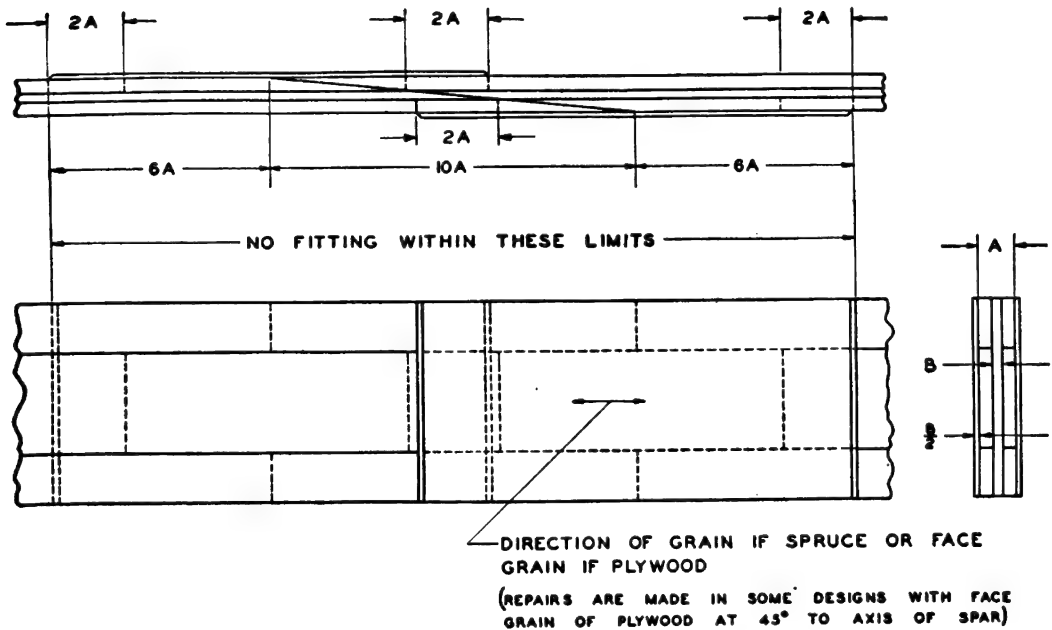 2A 2A 2A
2A
6A 10A 6A
NO FITTING WITHIN THESE LIMITS
A
B
B/2
DIRECTION OF GRAIN IF SPRUCE OR FACE
GRAIN IF PLYWOOD
(REPAIRS ARE MADE IN SOME DESIGNS WITH FACE
GRAIN OF PLYWOOD AT 45° TO AXIS OF SPAR)